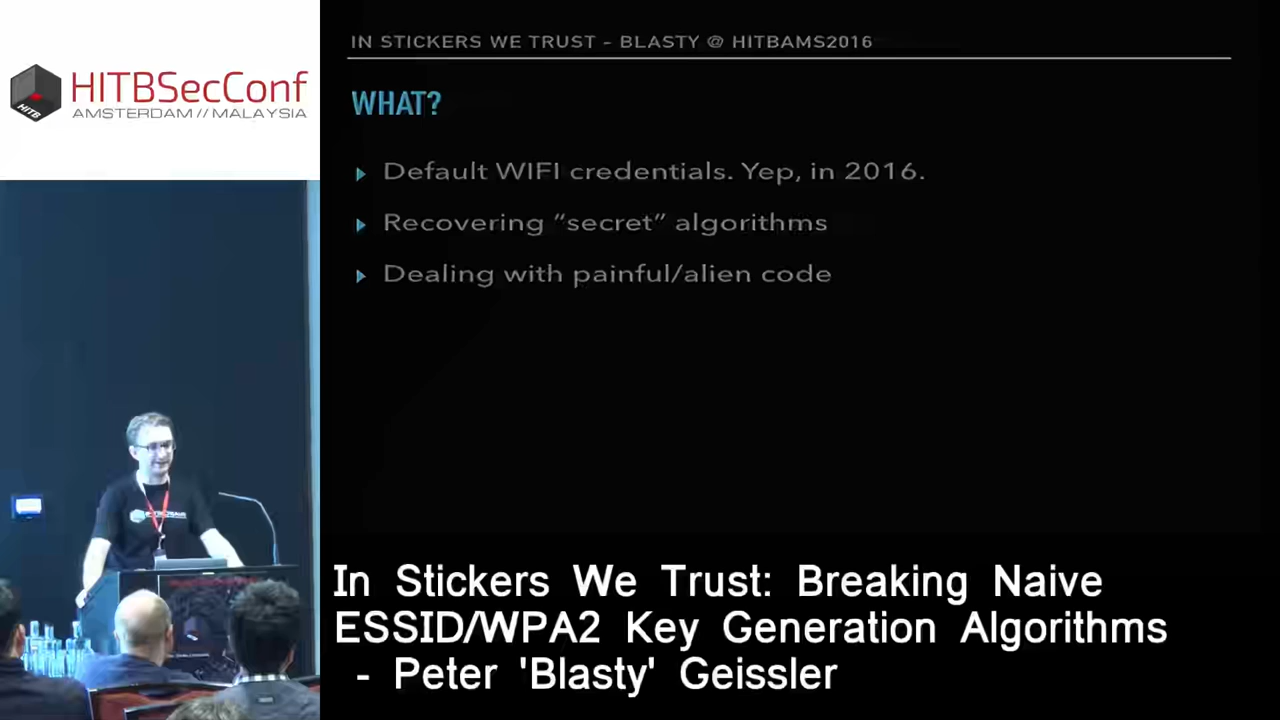 HITBSecConf
AMSTERDAM // MALAYSIA
HITB
IN STICKERS WE TRUST – BLASTY @ HITBAMS2016
WHAT?
Default WIFI credentials. Yep, in 2016.
Recovering “secret” algorithms
Dealing with painful/alien code
In Stickers We Trust: Breaking Naive
ESSID/WPA2 Key Generation Algorithms
- Peter 'Blasty' Geissler